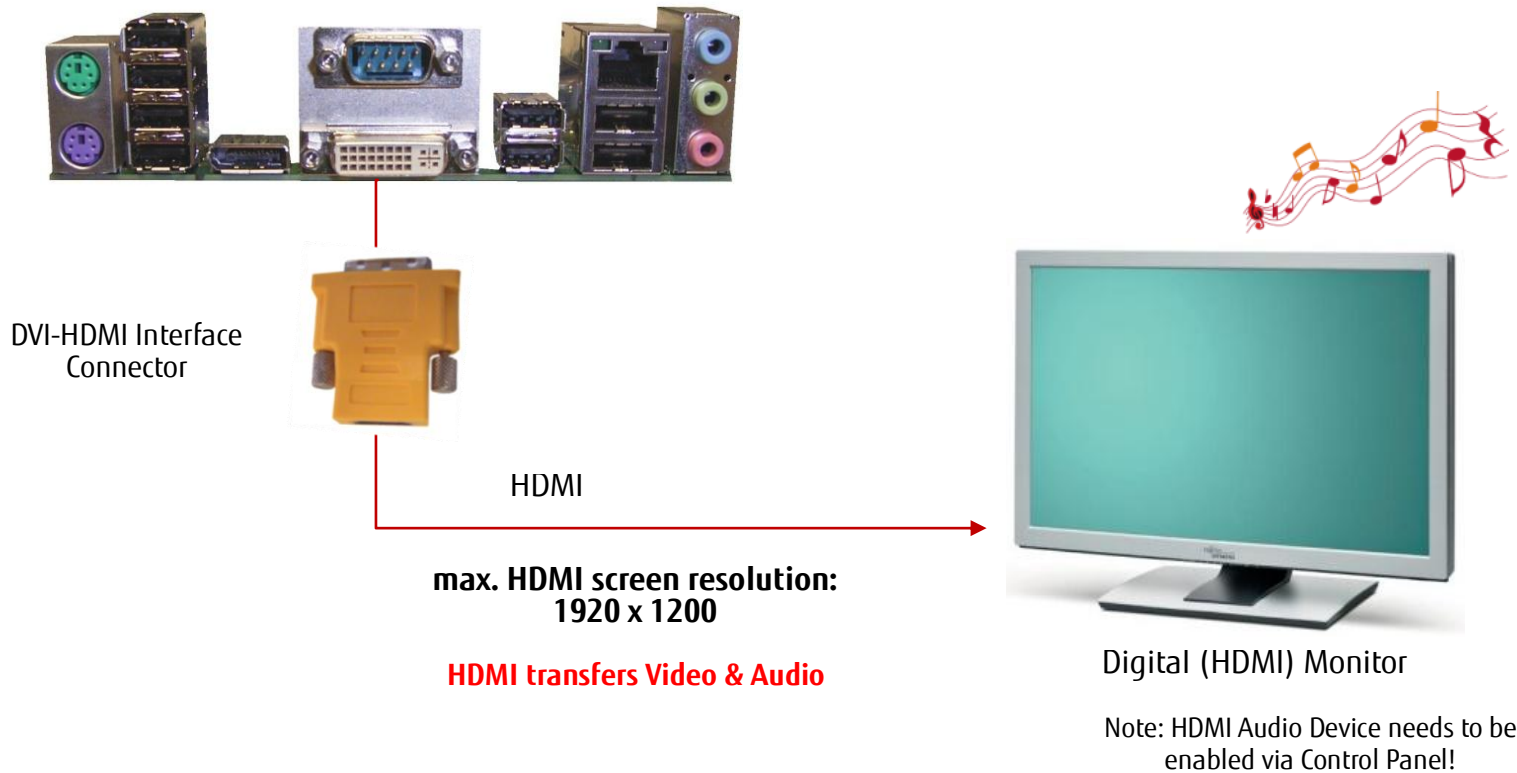 DVI-HDMI Interface
Connector
HDMI
max. HDMI screen resolution:
1920 x 1200
HDMI transfers Video & Audio
Digital (HDMI) Monitor
Note: HDMI Audio Device needs to be
enabled via Control Panel!